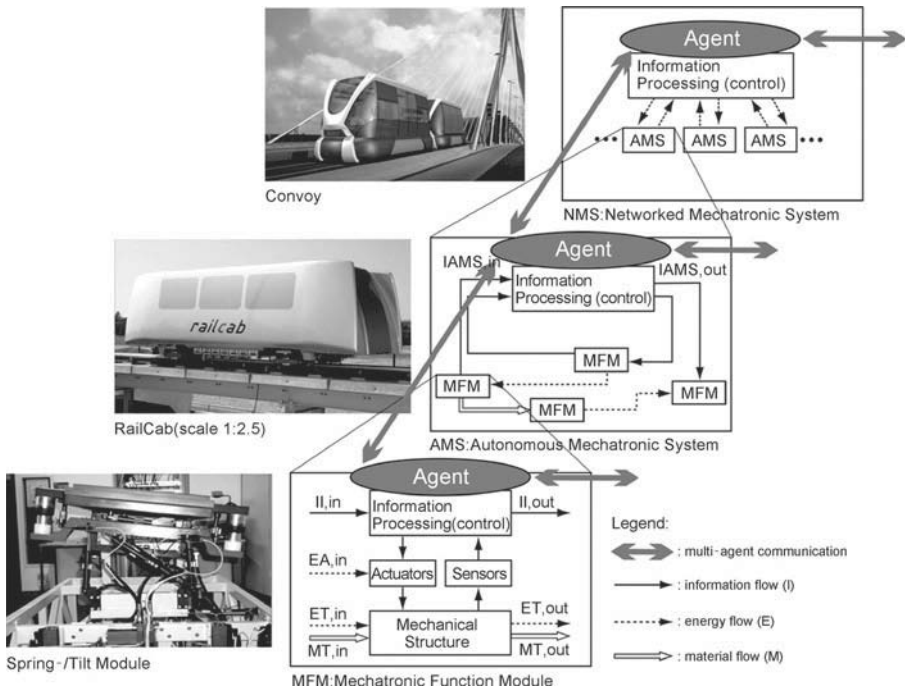 Agent
Information
Processing (control)
••• AMS AMS AMS •••
NMS:Networked Mechatronic System
Convoy
Agent
IAMS,in
IAMS,out
Information
Processing (control)
MFM
MFM
MFM
MFM
AMS:Autonomous Mechatronic System
railcab
RailCab(scale 1:2.5)
Agent
II,in
II,out
Information
Processing(control)
EA,in
Actuators
Sensors
ET,in
ET,out
Mechanical
Structure
MT,in
MT,out
MFM:Mechatronic Function Module
Spring-/Tilt Module
Legend:
: multi-agent communication
: information flow (I)
: energy flow (E)
: material flow (M)